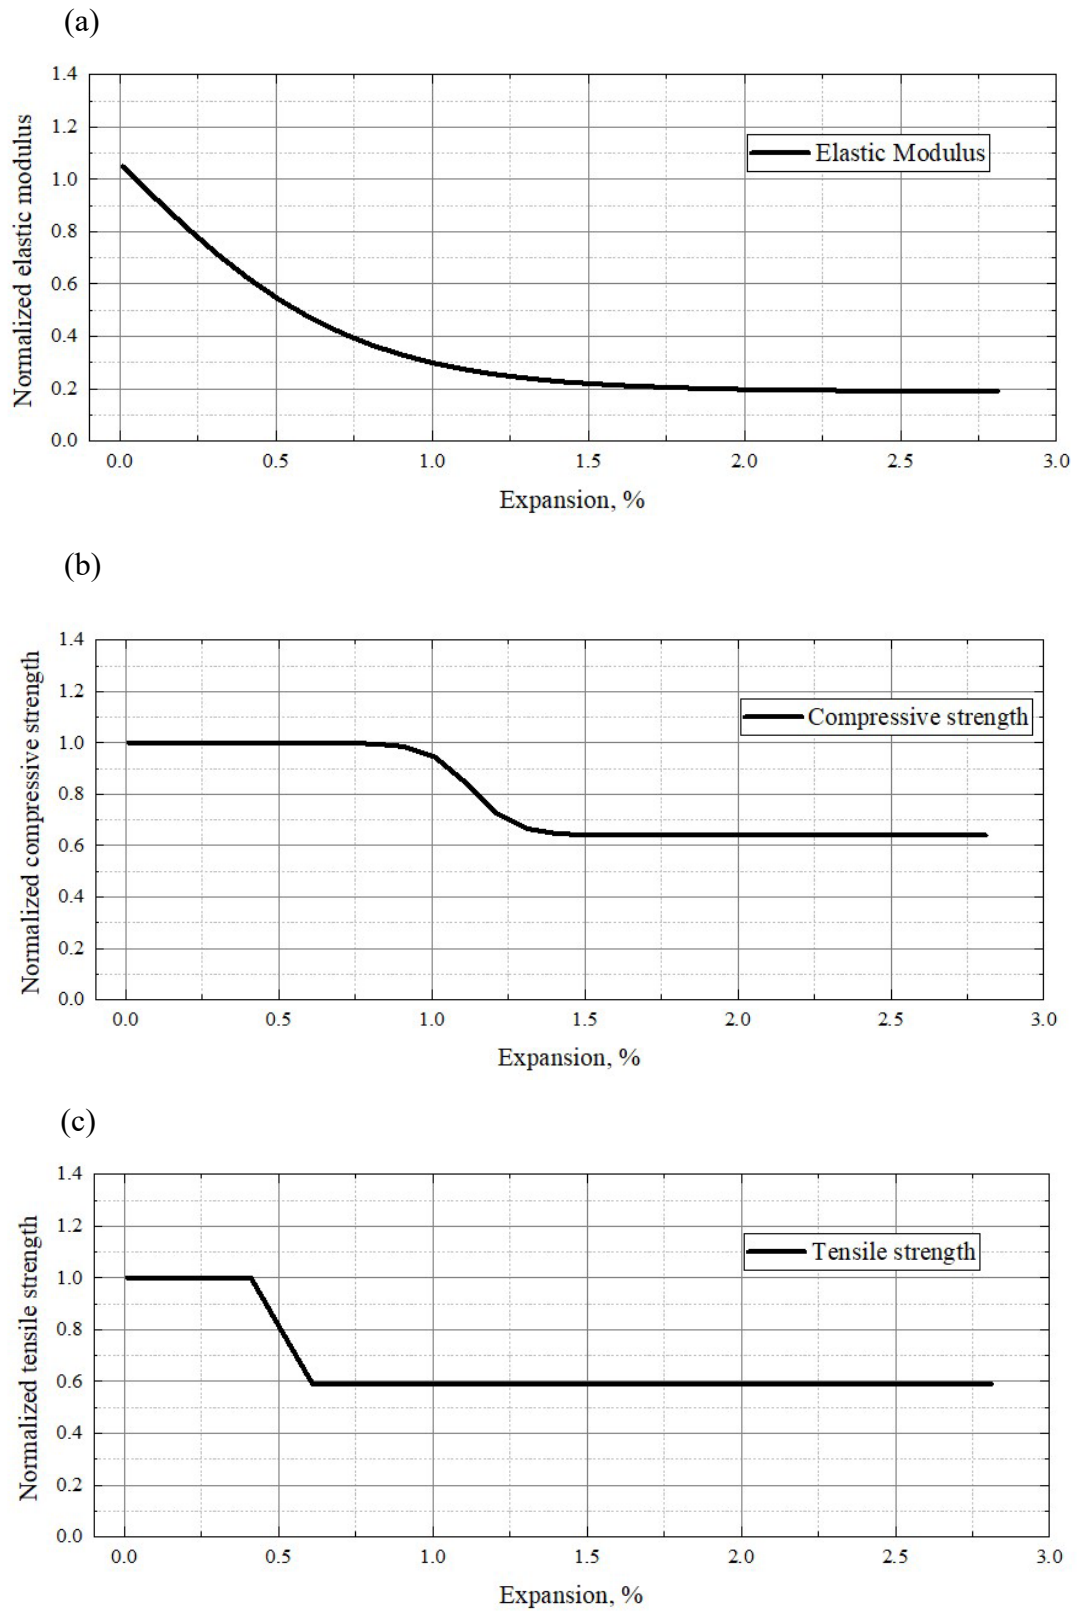 (a)
1.4
1.2
1.0
0.8
0.6
0.4
0.2
0.0
Normalized elastic modulus
Elastic Modulus
0.0 0.5 1.0 1.5 2.0 2.5 3.0
Expansion, %
(b)
1.4
1.2
1.0
0.8
0.6
0.4
0.2
0.0
Normalized compressive strength
Compressive strength
0.0 0.5 1.0 1.5 2.0 2.5 3.0
Expansion, %
(c)
1.4
1.2
1.0
0.8
0.6
0.4
0.2
0.0
Normalized tensile strength
Tensile strength
0.0 0.5 1.0 1.5 2.0 2.5 3.0
Expansion, %